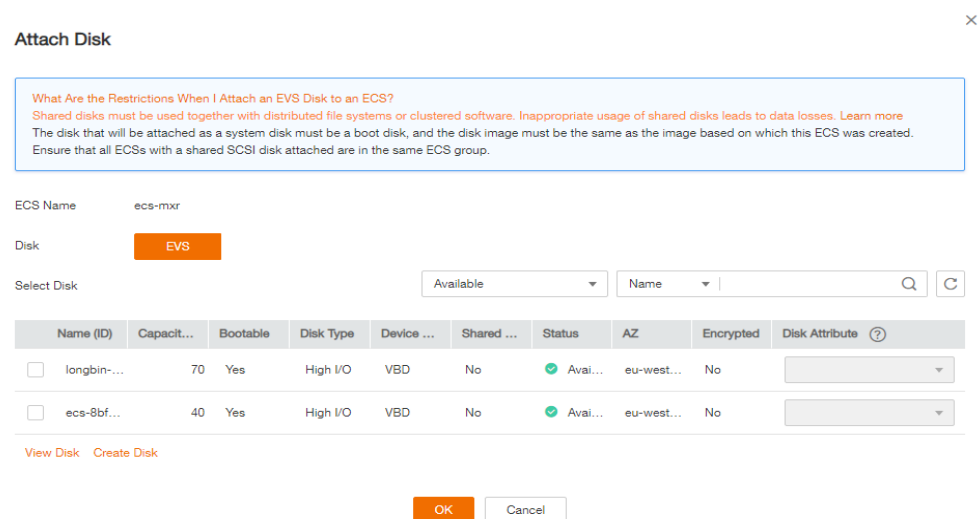 Attach Disk
What Are the Restrictions When I Attach an EVS Disk to an ECS?
Shared disks must be used together with distributed file systems or clustered software. Inappropriate usage of shared disks leads to data losses. Learn more
The disk that will be attached as a system disk must be a boot disk, and the disk image must be the same as the image based on which this ECS was created.
Ensure that all ECSs with a shared SCSI disk attached are in the same ECS group.
ECS Name ecs-mxr
Disk EVS
Select Disk Available Name
Name (ID) Capacit... Bootable Disk Type Device ... Shared ... Status AZ Encrypted Disk Attribute ?
longbin-... 70 Yes High I/O VBD No Avai... eu-west... No
ecs-8bf... 40 Yes High I/O VBD No Avai... eu-west... No
View Disk Create Disk
OK Cancel